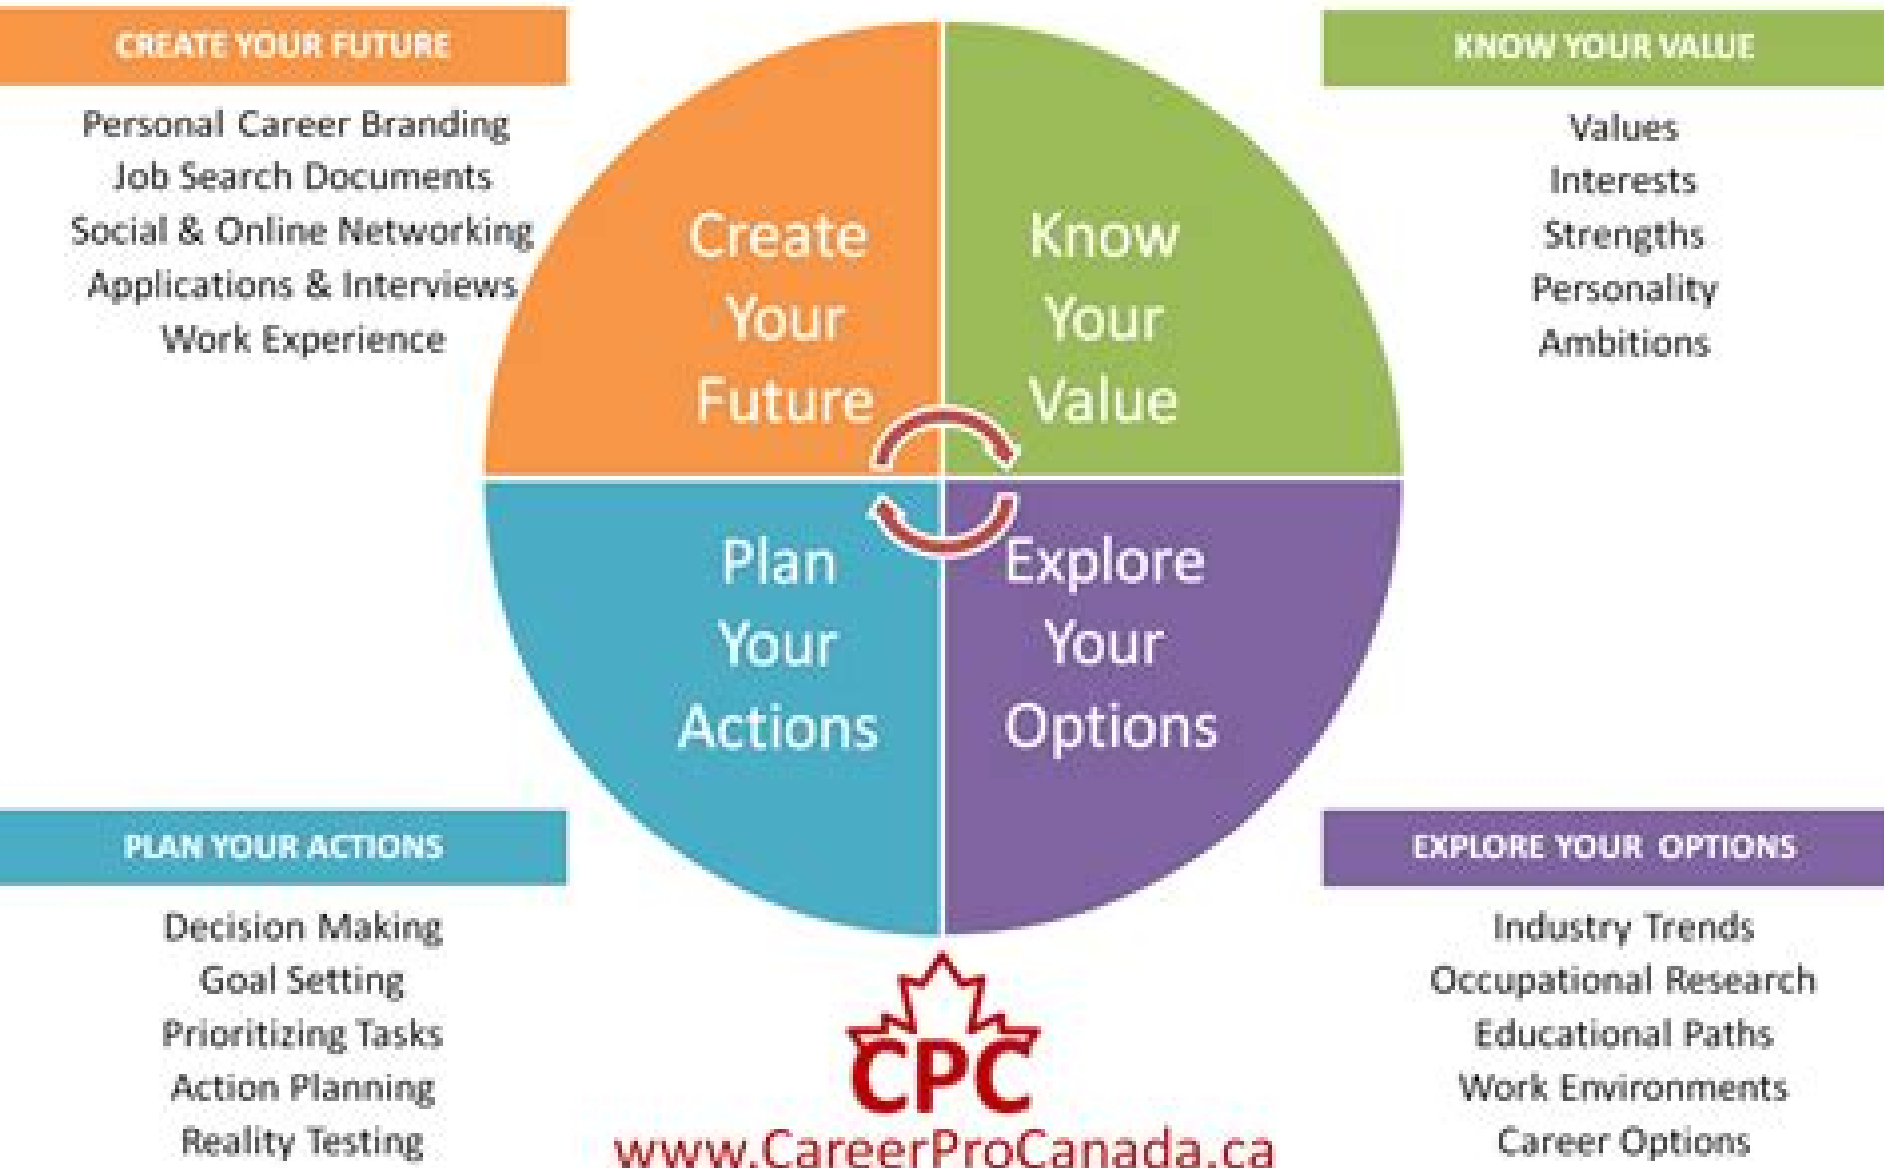 CREATE YOUR FUTURE
Personal Career Branding
Job Search Documents
Social & Online Networking
Applications & Interviews
Work Experience
KNOW YOUR VALUE
Values
Interests
Strengths
Personality
Ambitions
Create
Your
Future
Know
Your
Value
Plan
Your
Actions
Explore
Your
Options
PLAN YOUR ACTIONS
Decision Making
Goal Setting
Prioritizing Tasks
Action Planning
Reality Testing
EXPLORE YOUR OPTIONS
Industry Trends
Occupational Research
Educational Paths
Work Environments
Career Options
CPC
www.CareerProCanada.ca